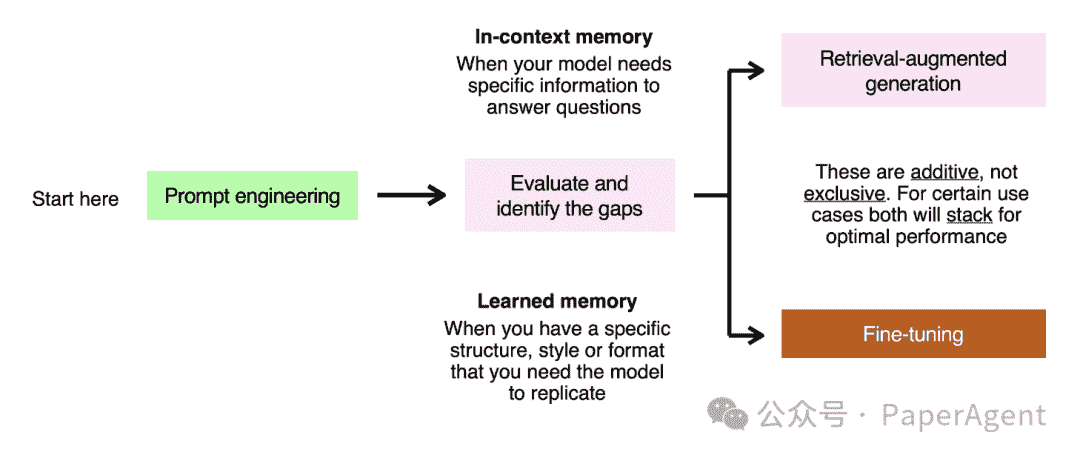 Start here
Prompt engineering
In-context memory
When your model needs
specific information to
answer questions
Evaluate and
identify the gaps
Learned memory
When you have a specific
structure, style or format
that you need the model
to replicate
Retrieval-augmented
generation
These are additive, not
exclusive. For certain use
cases both will stack for
optimal performance
Fine-tuning
公众号 · PaperAgent